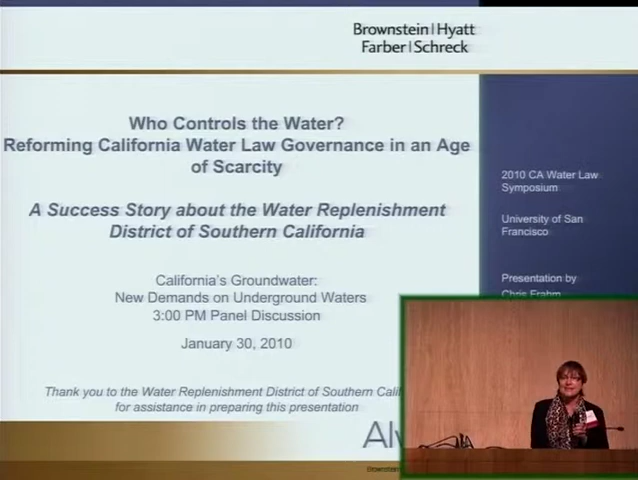 Brownstein|Hyatt
Farber|Schreck
Who Controls the Water?
Reforming California Water Law Governance in an Age
of Scarcity
A Success Story about the Water Replenishment
District of Southern California
California's Groundwater:
New Demands on Underground Waters
3:00 PM Panel Discussion
January 30, 2010
Thank you to the Water Replenishment District of Southern
for assistance in preparing this presentation
2010 CA Water Law
Symposium
University of San
Francisco
Presentation by
Chris Frahm
Brownstein